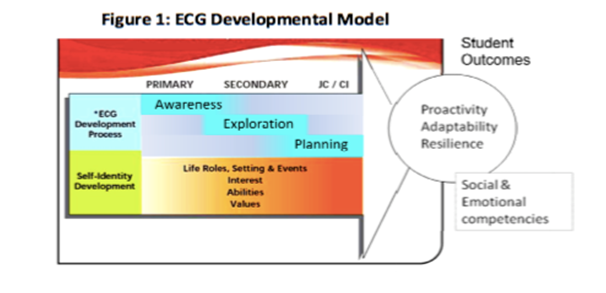 Figure 1: ECG Developmental Model
Student
Outcomes
PRIMARY SECONDARY JC / CI
*ECG
Development
Process
Awareness
Exploration
Planning
Self-Identity
Development
Life Roles, Setting & Events
Interest
Abilities
Values
Proactivity
Adaptability
Resilience
Social &
Emotional
competencies